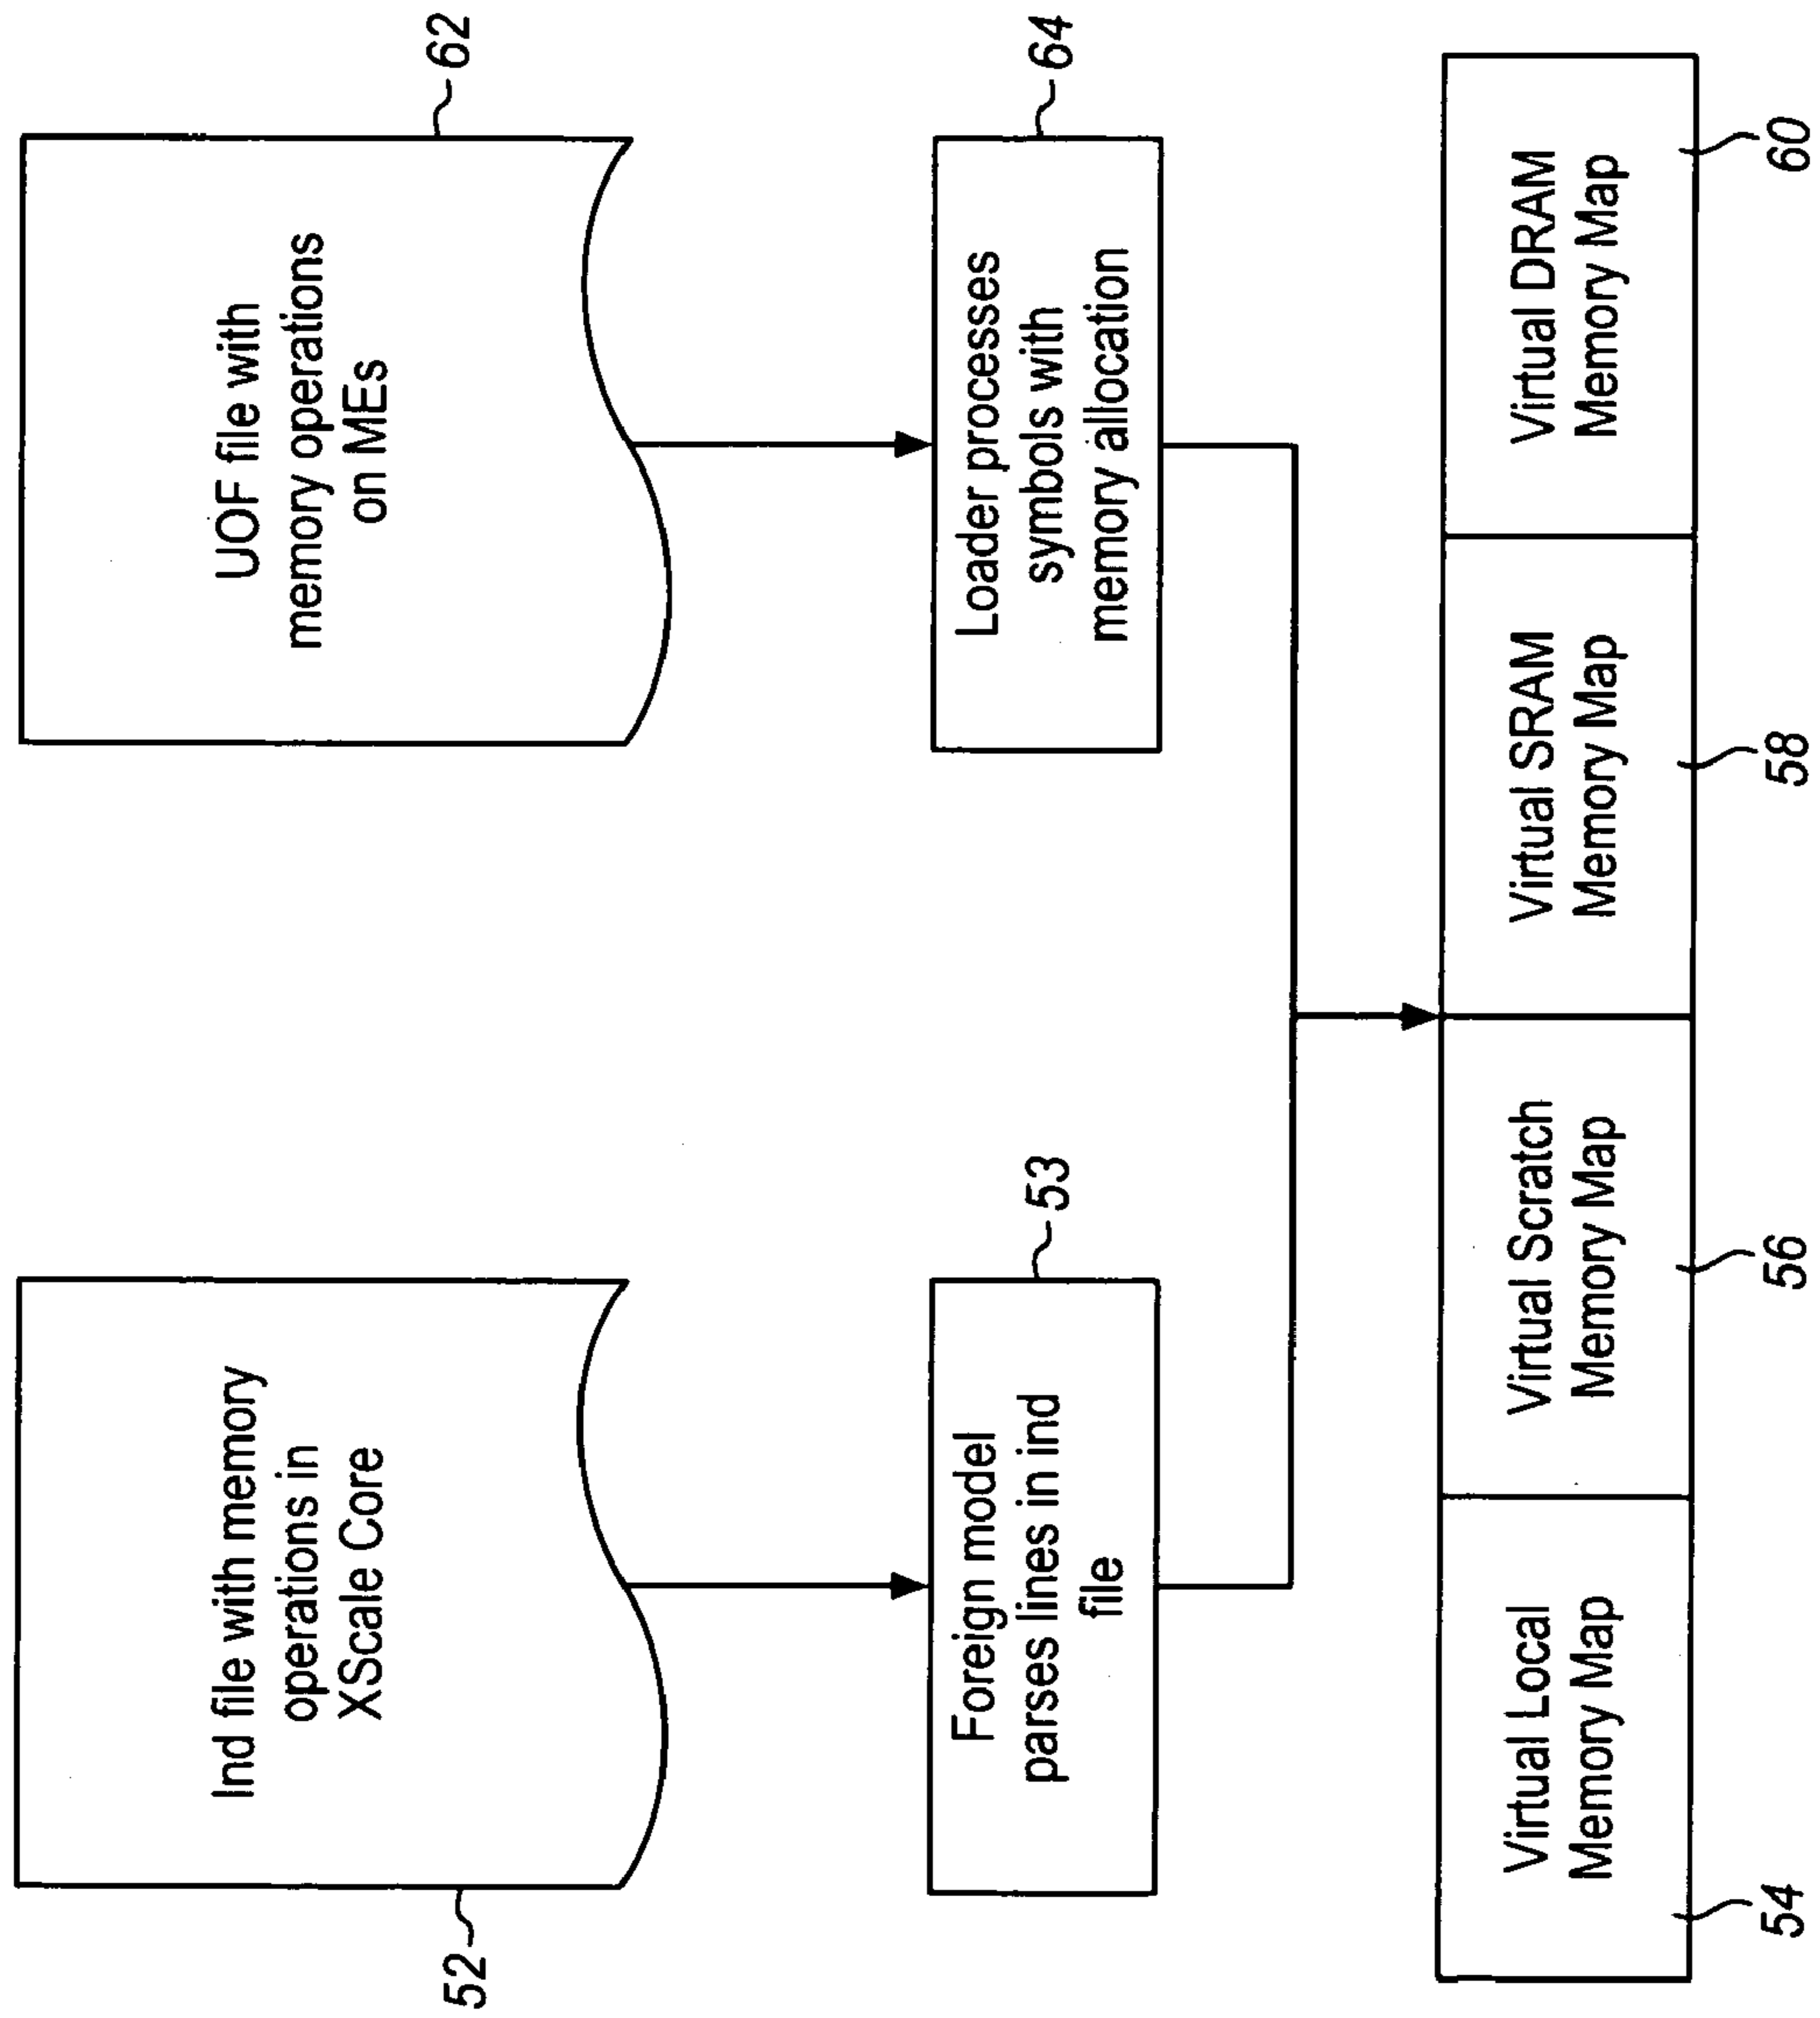 Ind file with memory
operations in
XScale Core
52
UOF file with
memory operations
on MEs
62
Foreign model
parses lines in ind
file
53
Loader processes
symbols with
memory allocation
64
Virtual Local
Memory Map
54
Virtual Scratch
Memory Map
56
Virtual SRAM
Memory Map
58
Virtual DRAM
Memory Map
60